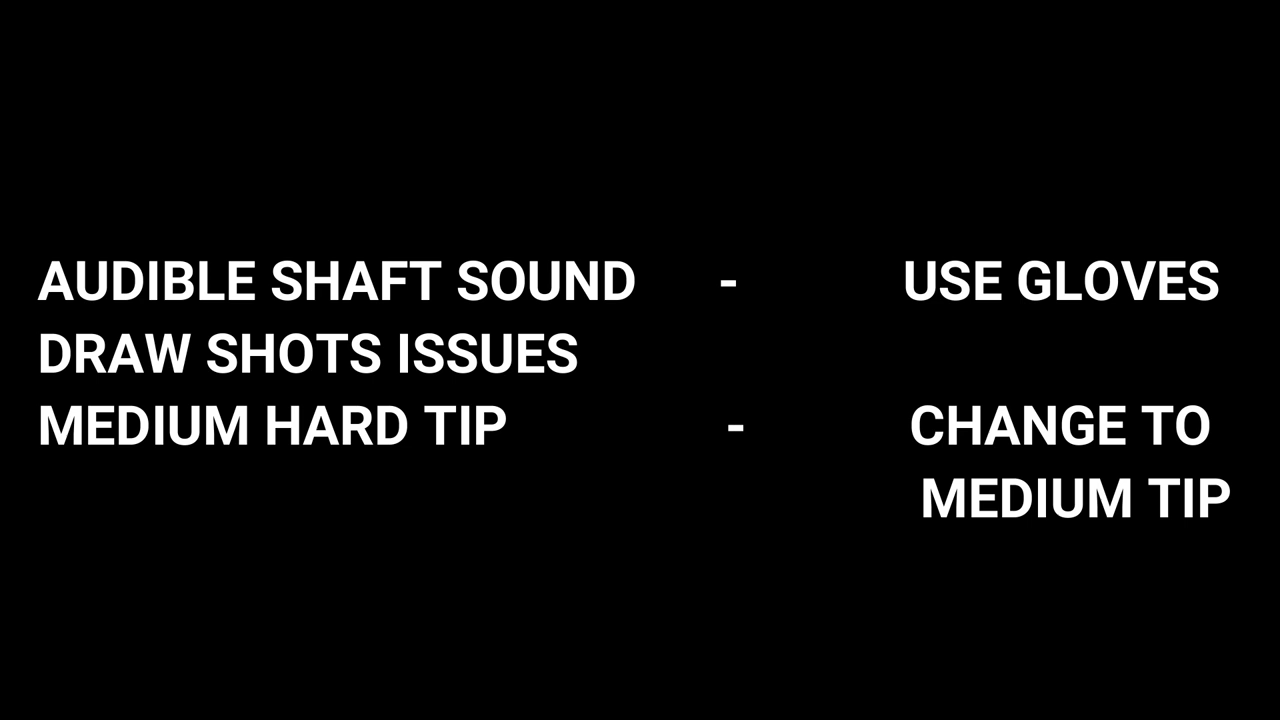 AUDIBLE SHAFT SOUND - USE GLOVES
DRAW SHOTS ISSUES
MEDIUM HARD TIP - CHANGE TO
MEDIUM TIP